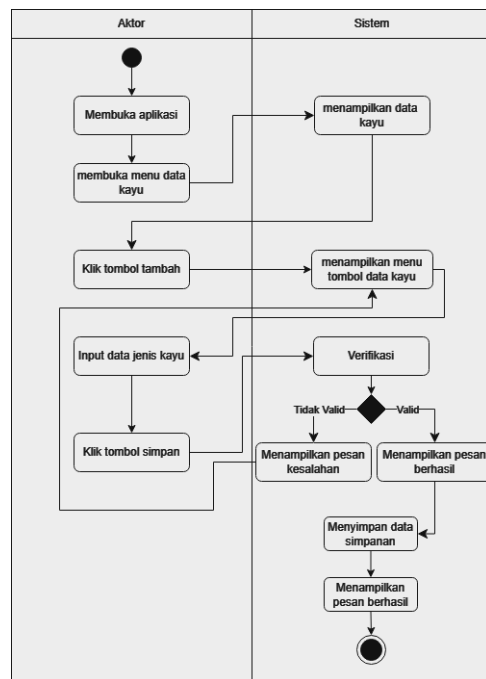 Aktor
Sistem
Membuka aplikasi
menampilkan data
kayu
membuka menu data
kayu
Klik tombol tambah
menampilkan menu
tombol data kayu
Input data jenis kayu
Verifikasi
Tidak Valid
Valid
Klik tombol simpan
Menampilkan pesan
kesalahan
Menampilkan pesan
berhasil
Menyimpan data
simpanan
Menampilkan
pesan berhasil